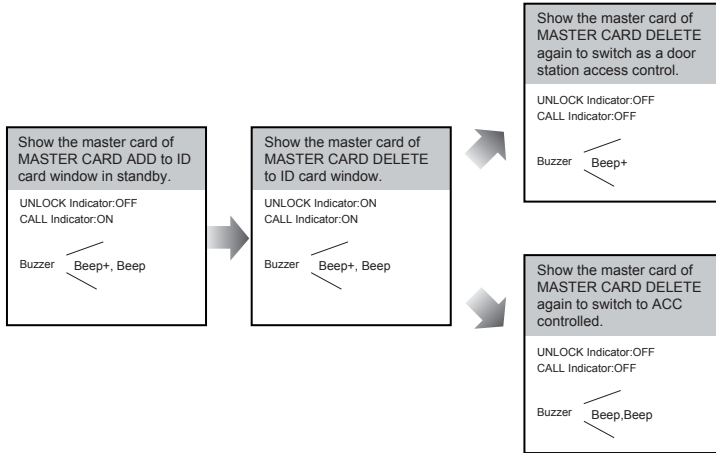 Show the master card of
MASTER CARD ADD to ID
card window in standby.
UNLOCK Indicator:OFF
CALL Indicator:ON
Buzzer Beep+, Beep
Show the master card of
MASTER CARD DELETE
to ID card window.
UNLOCK Indicator:ON
CALL Indicator:ON
Buzzer Beep+, Beep
Show the master card of
MASTER CARD DELETE
again to switch as a door
station access control.
UNLOCK Indicator:OFF
CALL Indicator:OFF
Buzzer Beep+
Show the master card of
MASTER CARD DELETE
again to switch to ACC
controlled.
UNLOCK Indicator:OFF
CALL Indicator:OFF
Buzzer Beep,Beep